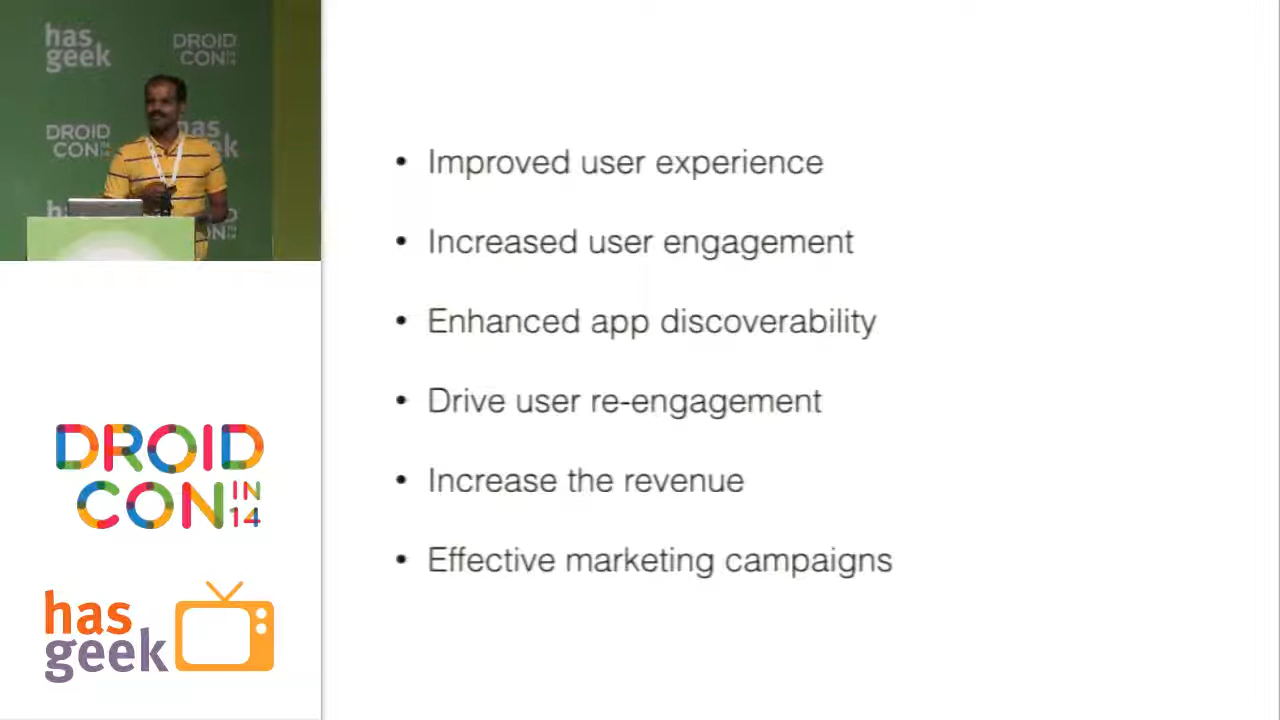 has
geek
DROID
CON IN
14
DROID
CON IN
14
has
geek
• Improved user experience
• Increased user engagement
• Enhanced app discoverability
• Drive user re-engagement
• Increase the revenue
• Effective marketing campaigns
DROID
CON IN
14
has
geek